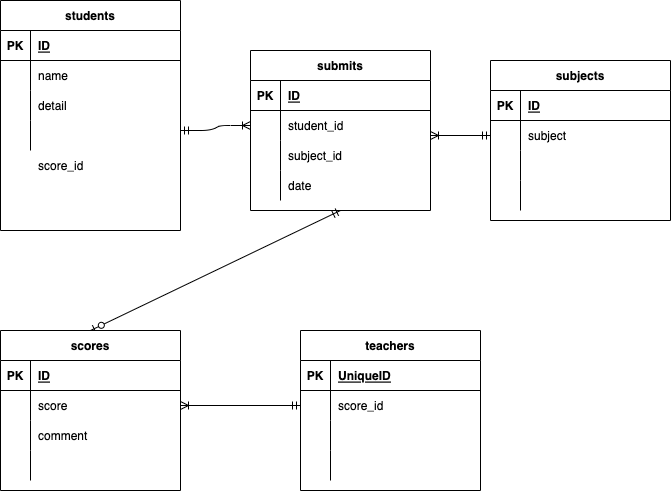 students
PK ID
name
detail
score_id
submits
PK ID
student_id
subject_id
date
subjects
PK ID
subject
scores
PK ID
score
comment
teachers
PK UniqueID
score_id